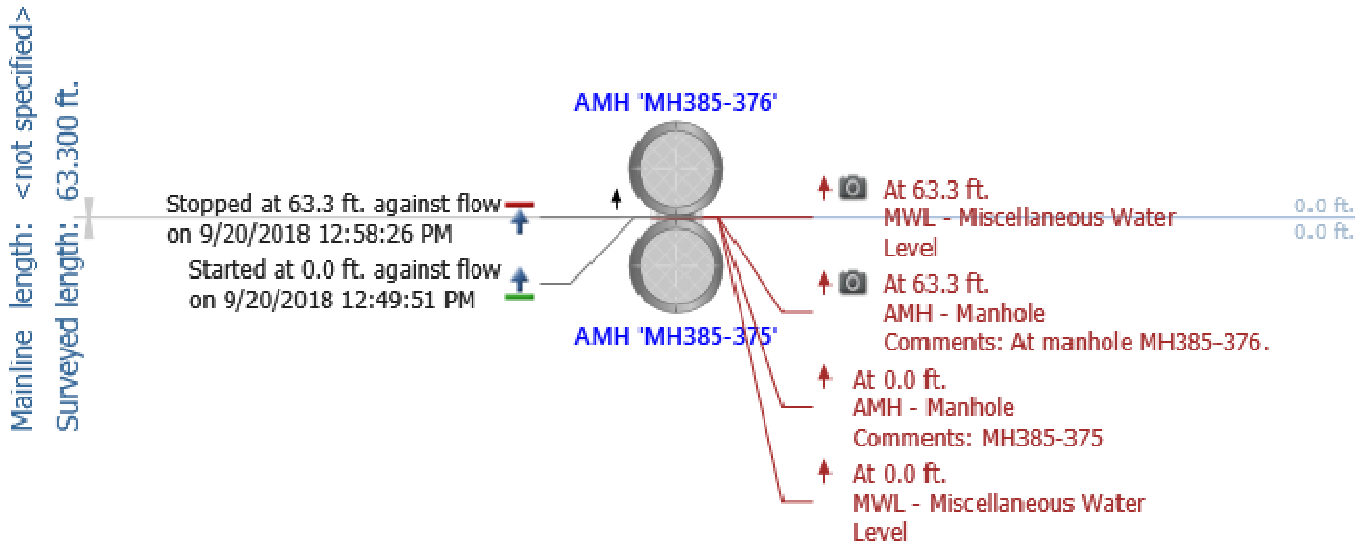 Mainline length: <not specified>
Surveyed length: 63.300 ft.
AMH 'MH385-376'
Stopped at 63.3 ft. against flow
on 9/20/2018 12:58:26 PM
Started at 0.0 ft. against flow
on 9/20/2018 12:49:51 PM
AMH 'MH385-375'
At 63.3 ft.
MWL - Miscellaneous Water
Level
At 63.3 ft.
AMH - Manhole
Comments: At manhole MH385-376.
At 0.0 ft.
AMH - Manhole
Comments: MH385-375
At 0.0 ft.
MWL - Miscellaneous Water
Level
0.0 ft.
0.0 ft.